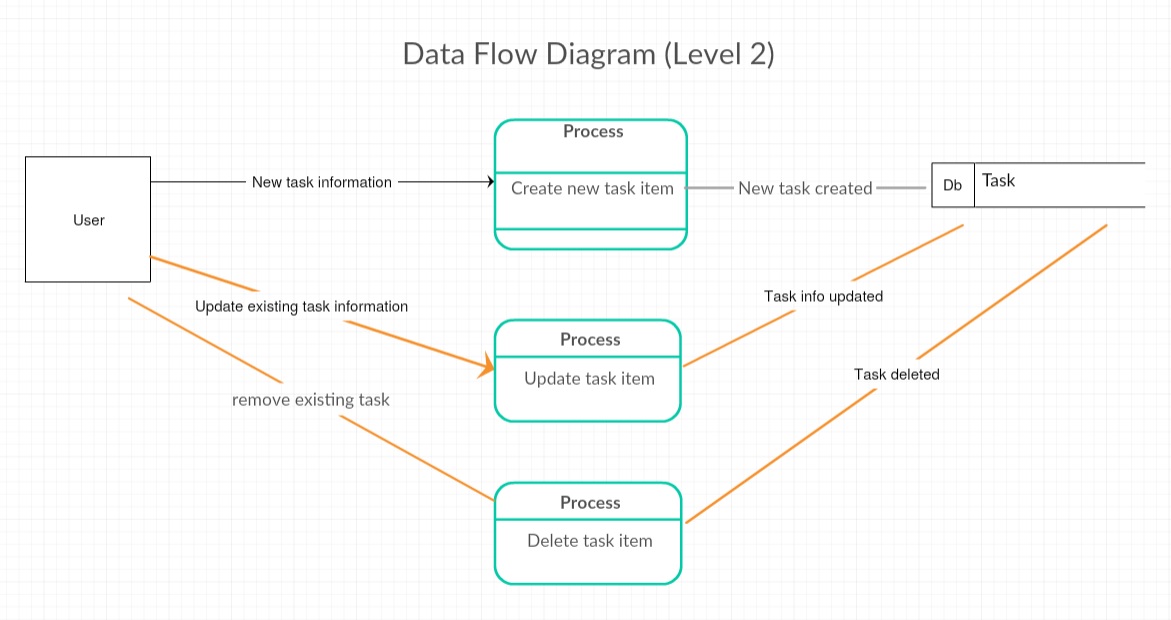 Data Flow Diagram (Level 2)
Process
New task information
Create new task item
New task created
Db
Task
User
Update existing task information
Task info updated
Process
Update task item
Task deleted
remove existing task
Process
Delete task item